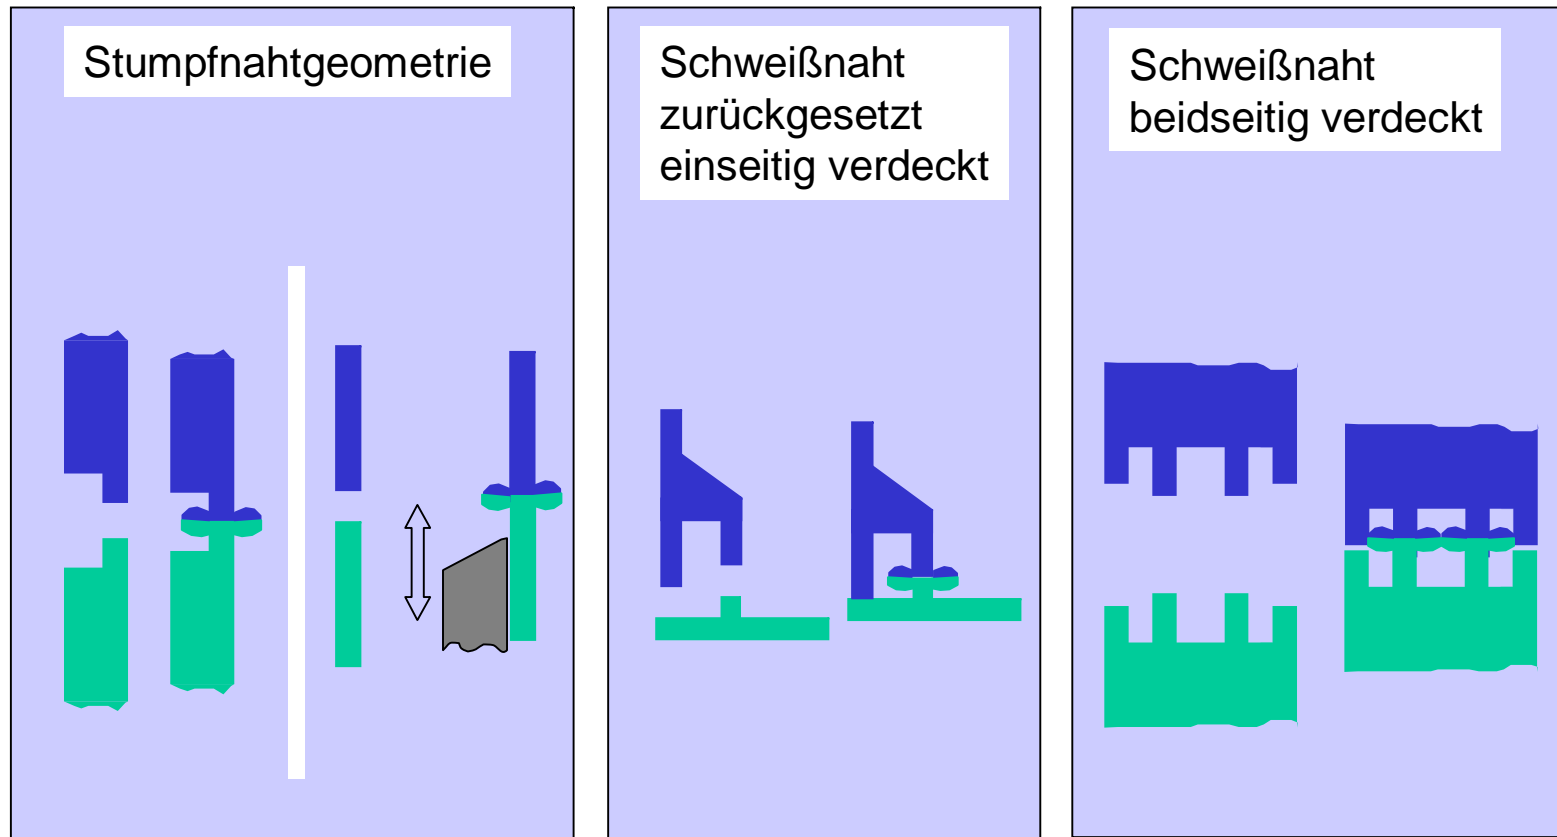 Stumpfnahtgeometrie
Schweißnaht
zurückgesetzt
einseitig verdeckt
Schweißnaht
beidseitig verdeckt